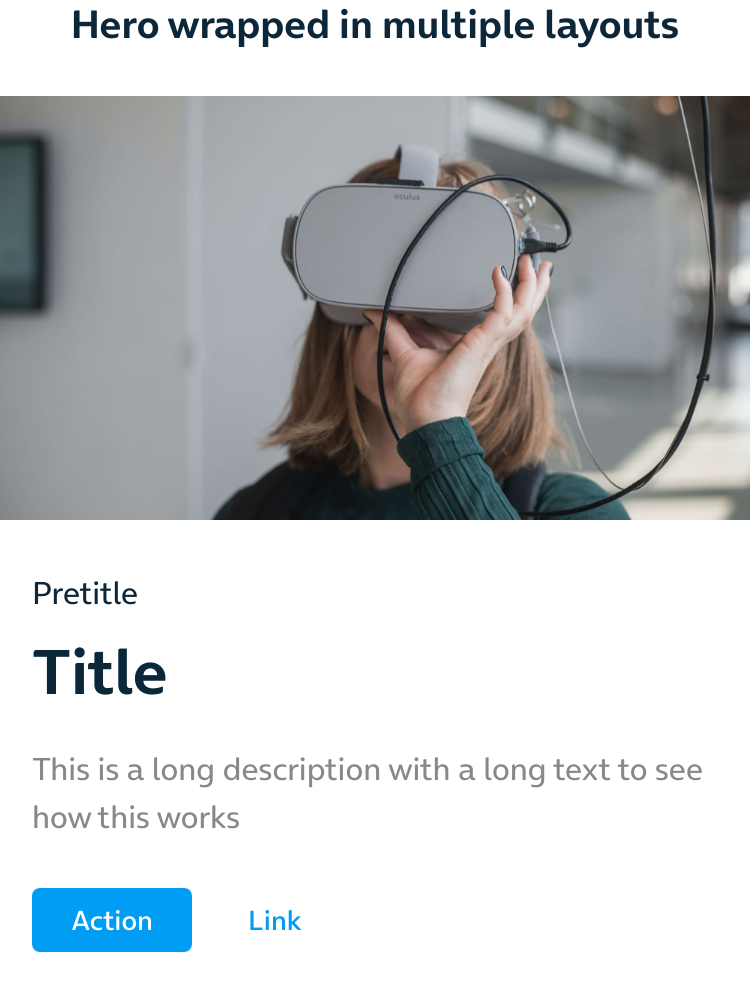 Hero wrapped in multiple layouts
oculus
Pretitle
Title
This is a long description with a long text to see
how this works
Action
Link